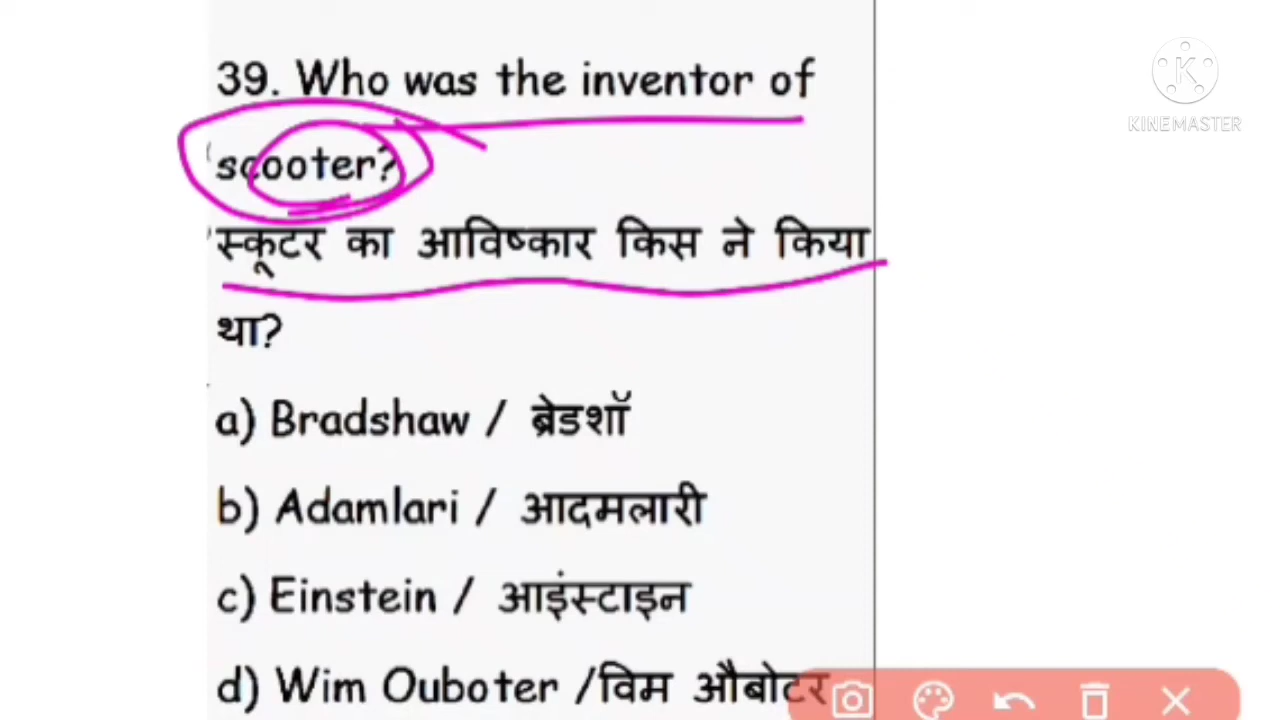 39. Who was the inventor of
scooter?
स्कूटर का आविष्कार किस ने किया
था?
a) Bradshaw / ब्रेडशॉ
b) Adamlari / आदमलारी
c) Einstein / आइंस्टाइन
d) Wim Ouboter /विम औबोटर
KINEMASTER